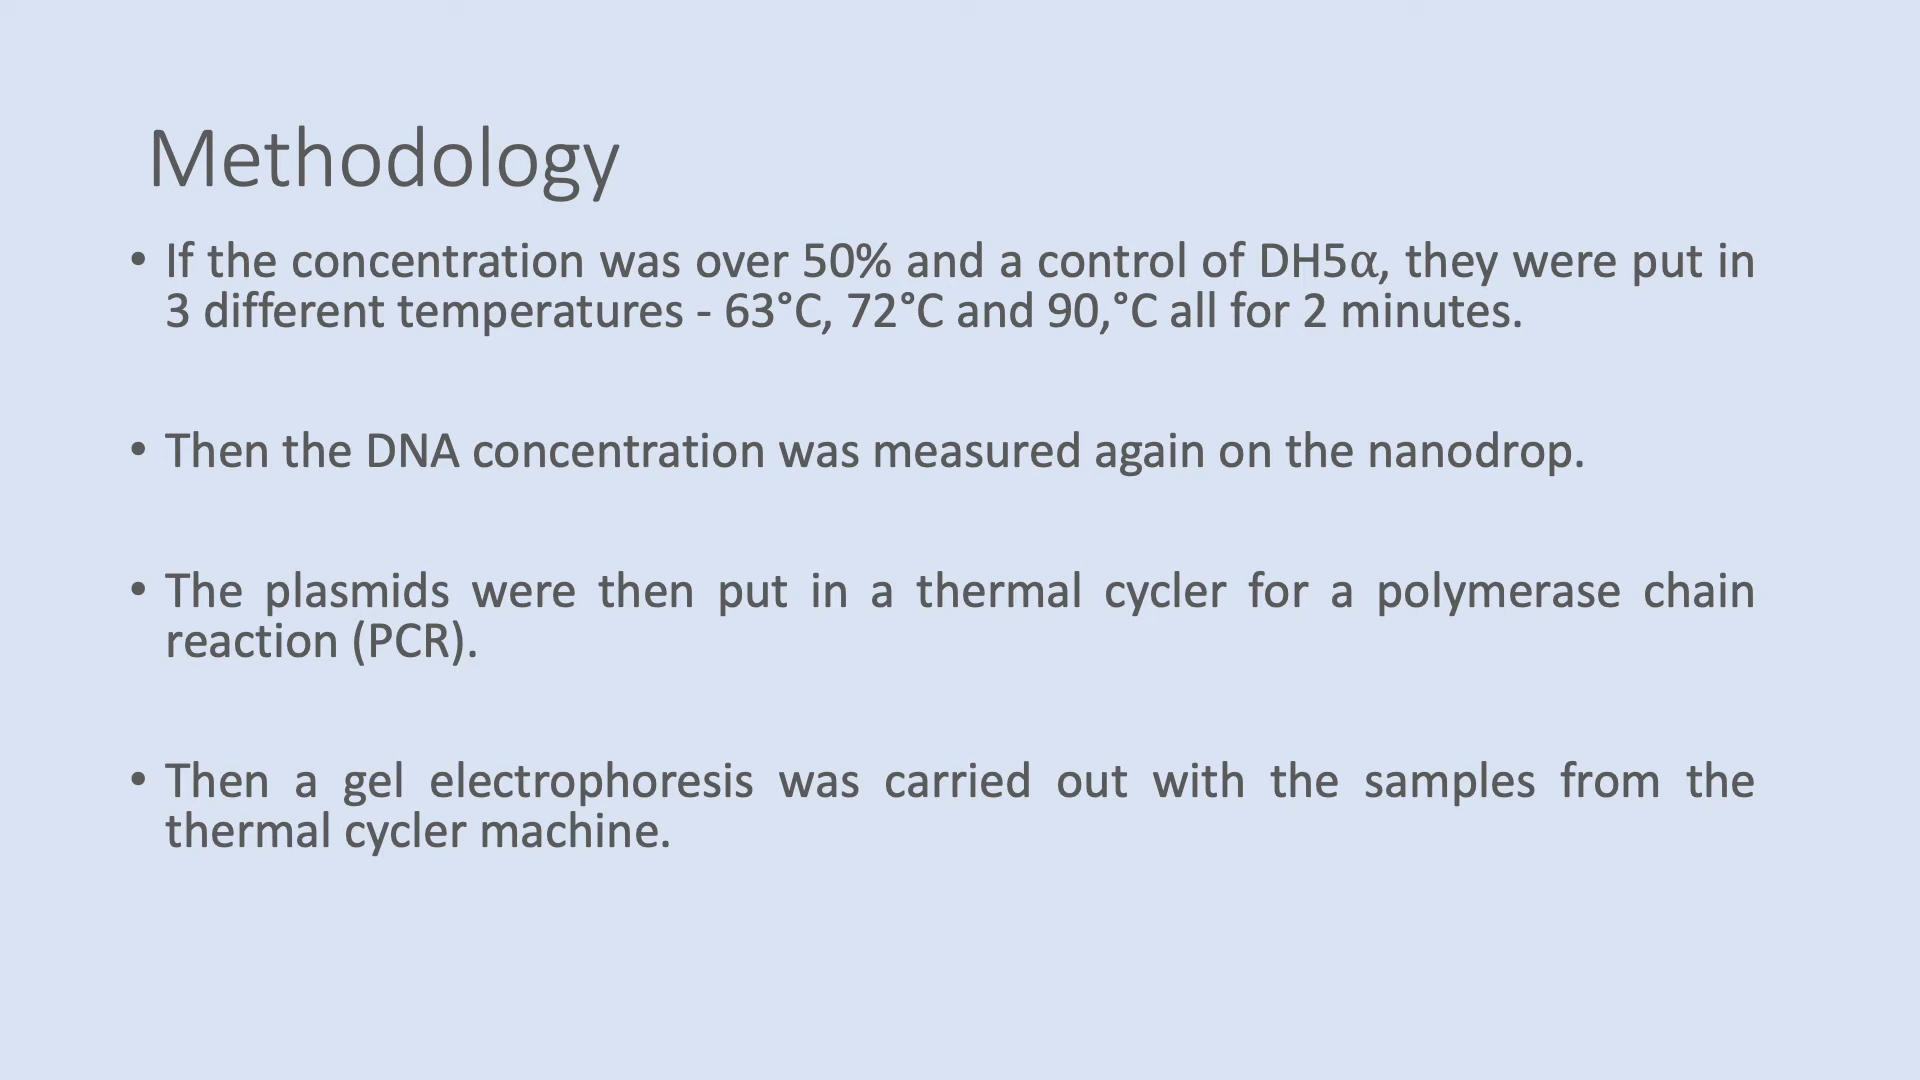 Methodology
• If the concentration was over 50% and a control of DH5α, they were put in
3 different temperatures - 63°C, 72°C and 90,°C all for 2 minutes.
• Then the DNA concentration was measured again on the nanodrop.
• The plasmids were then put in a thermal cycler for a polymerase chain
reaction (PCR).
• Then a gel electrophoresis was carried out with the samples from the
thermal cycler machine.